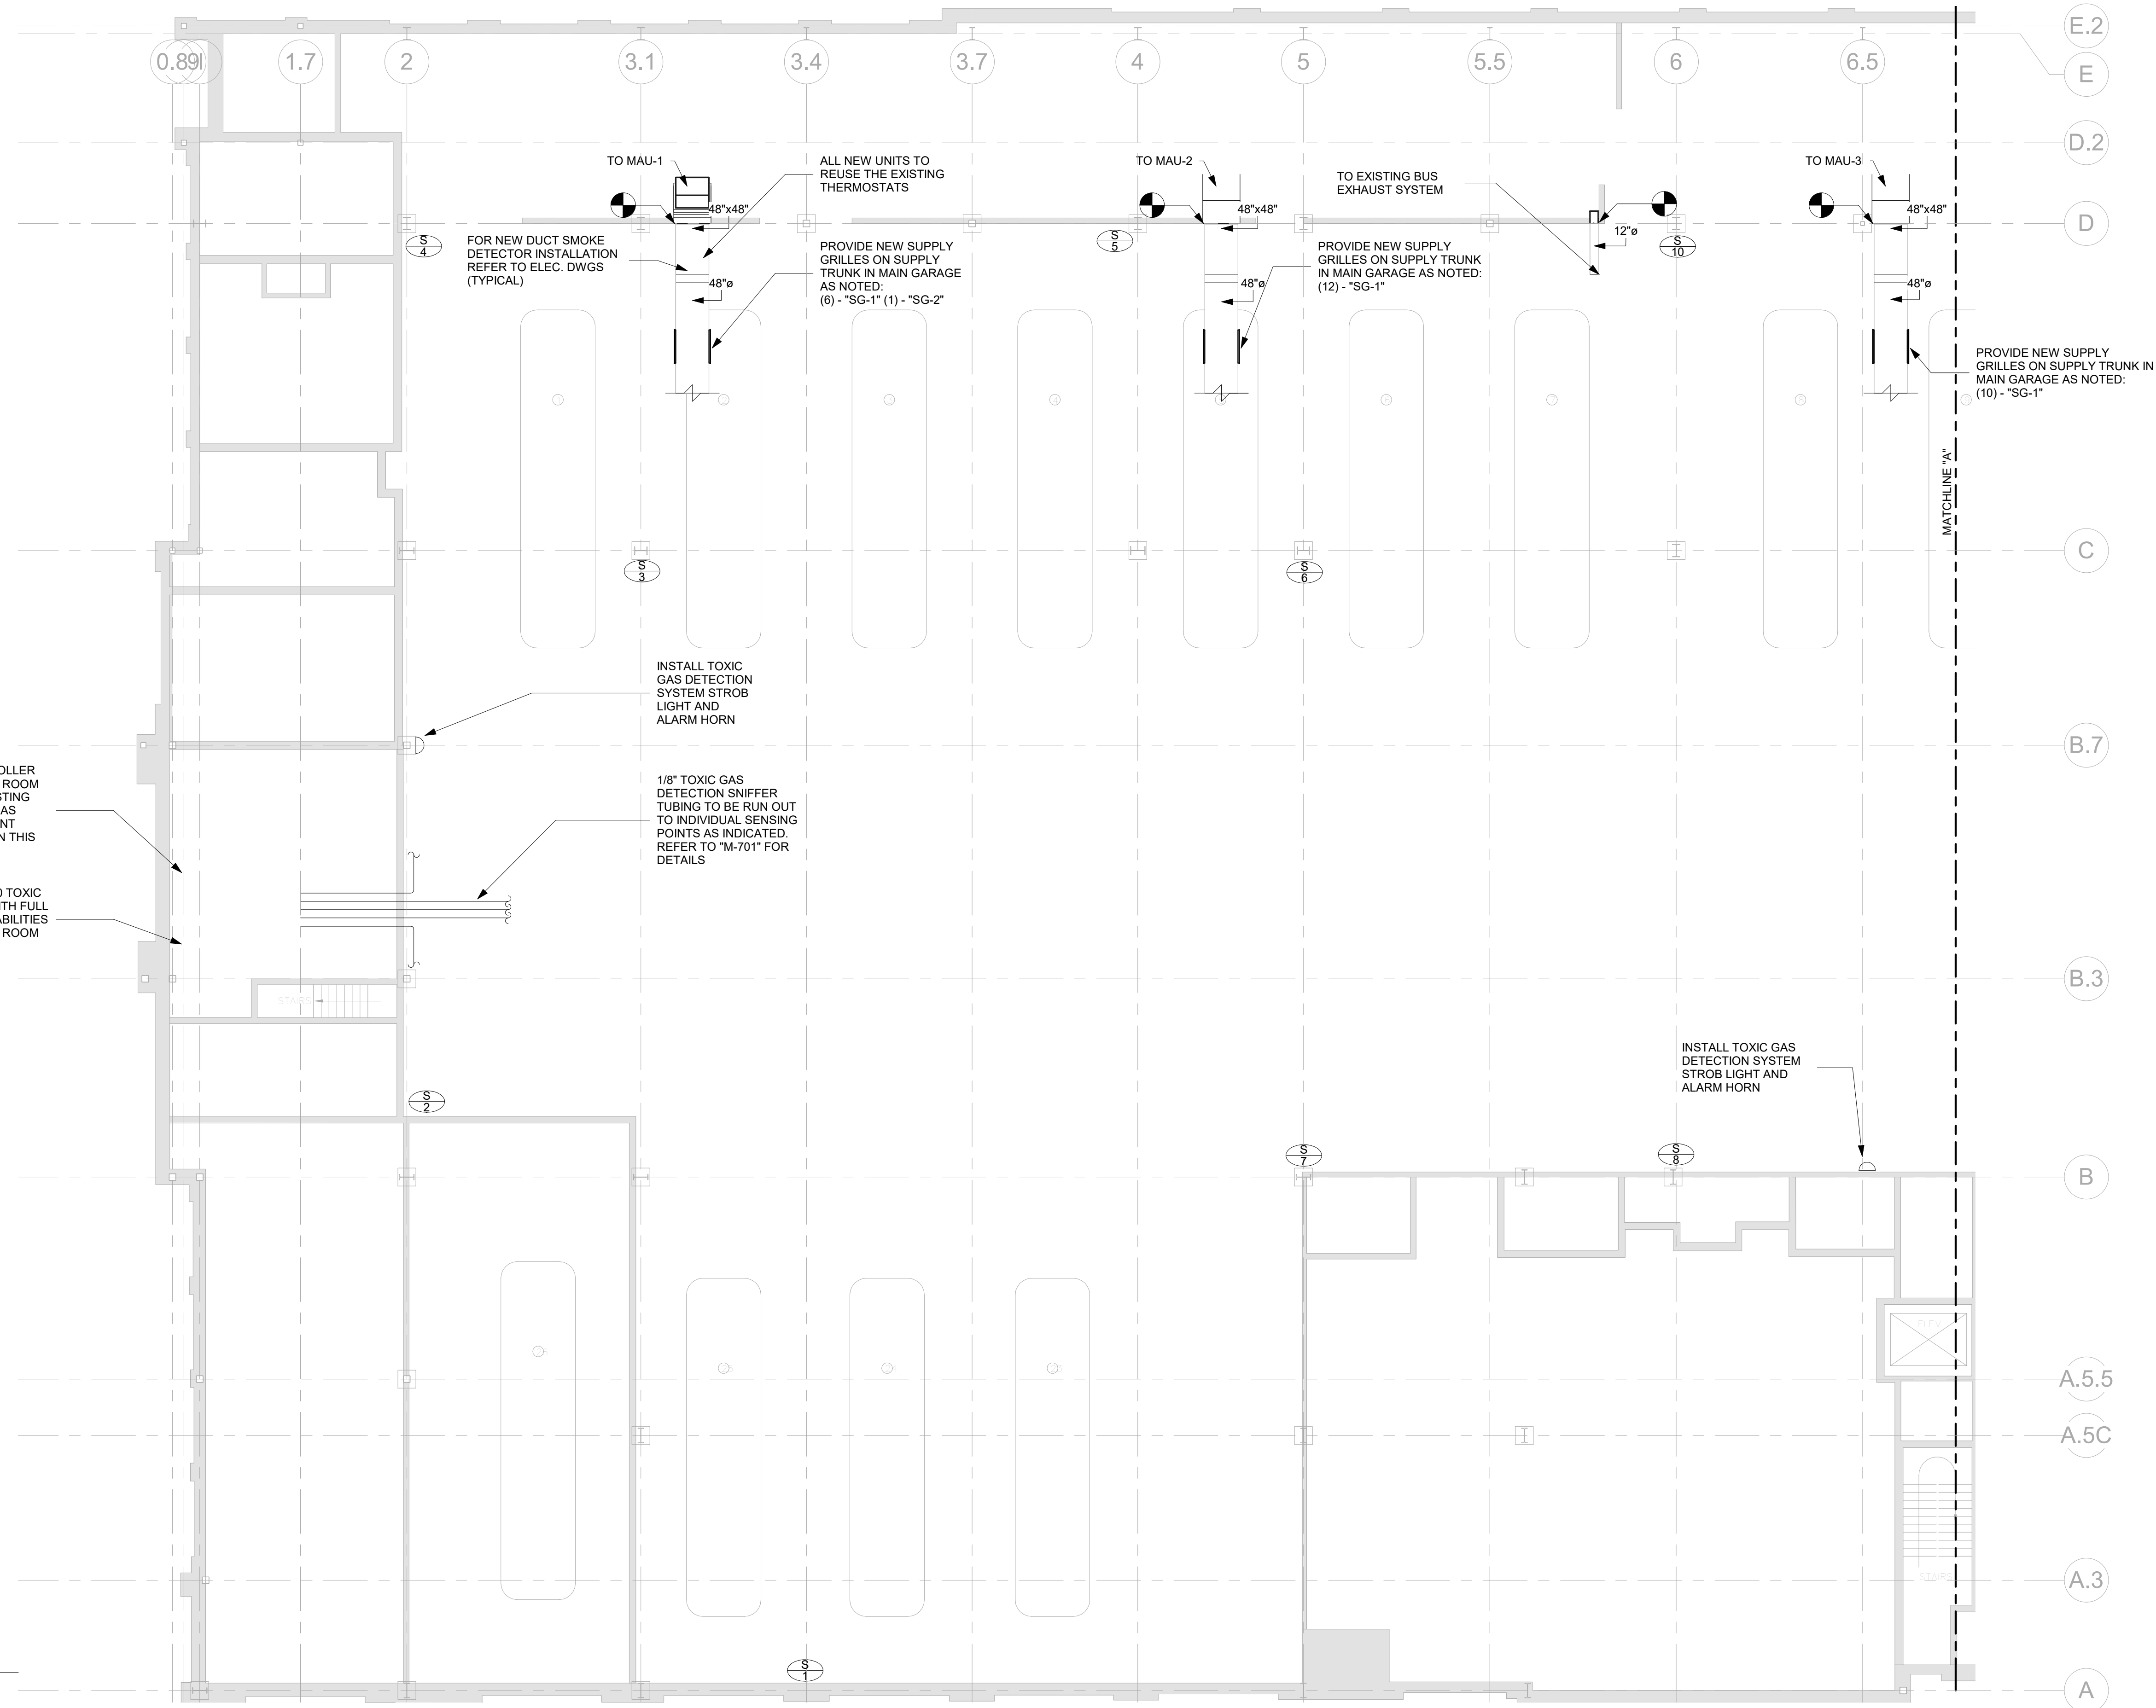 E.2
0.8
9
1
1.7
2
3.1
3.4
3.7
4
5
5.5
6
6.5
E
D.2
TO MAU-1
ALL NEW UNITS TO
REUSE THE EXISTING
THERMOSTATS
TO MAU-2
TO EXISTING BUS
EXHAUST SYSTEM
TO MAU-3
48"x48"
48"x48"
48"x48"
D
S
4
FOR NEW DUCT SMOKE
DETECTOR INSTALLATION
REFER TO ELEC. DWGS
(TYPICAL)
PROVIDE NEW SUPPLY
GRILLES ON SUPPLY
TRUNK IN MAIN GARAGE
AS NOTED:
(6) - "SG-1" (1) - "SG-2"
S
5
PROVIDE NEW SUPPLY
GRILLES ON SUPPLY TRUNK
IN MAIN GARAGE AS NOTED:
(12) - "SG-1"
12"ø
S
10
48"ø
48"ø
48"ø
PROVIDE NEW SUPPLY
GRILLES ON SUPPLY TRUNK IN
MAIN GARAGE AS NOTED:
(10) - "SG-1"
MATCHLINE "A"
C
S
3
S
6
INSTALL TOXIC
GAS DETECTION
SYSTEM STROB
LIGHT AND
ALARM HORN
B.7
OLLER
ROOM
STING
AS
NT
N THIS
1/8" TOXIC GAS
DETECTION SNIFFER
TUBING TO BE RUN OUT
TO INDIVIDUAL SENSING
POINTS AS INDICATED.
REFER TO "M-701" FOR
DETAILS
0 TOXIC
ITH FULL
ABILITIES
ROOM
B.3
STAIRS
INSTALL TOXIC GAS
DETECTION SYSTEM
STROB LIGHT AND
ALARM HORN
S
2
S
7
S
8
B
ELEV.
A.5.5
A.5C
STAIRS
A.3
S
1
A